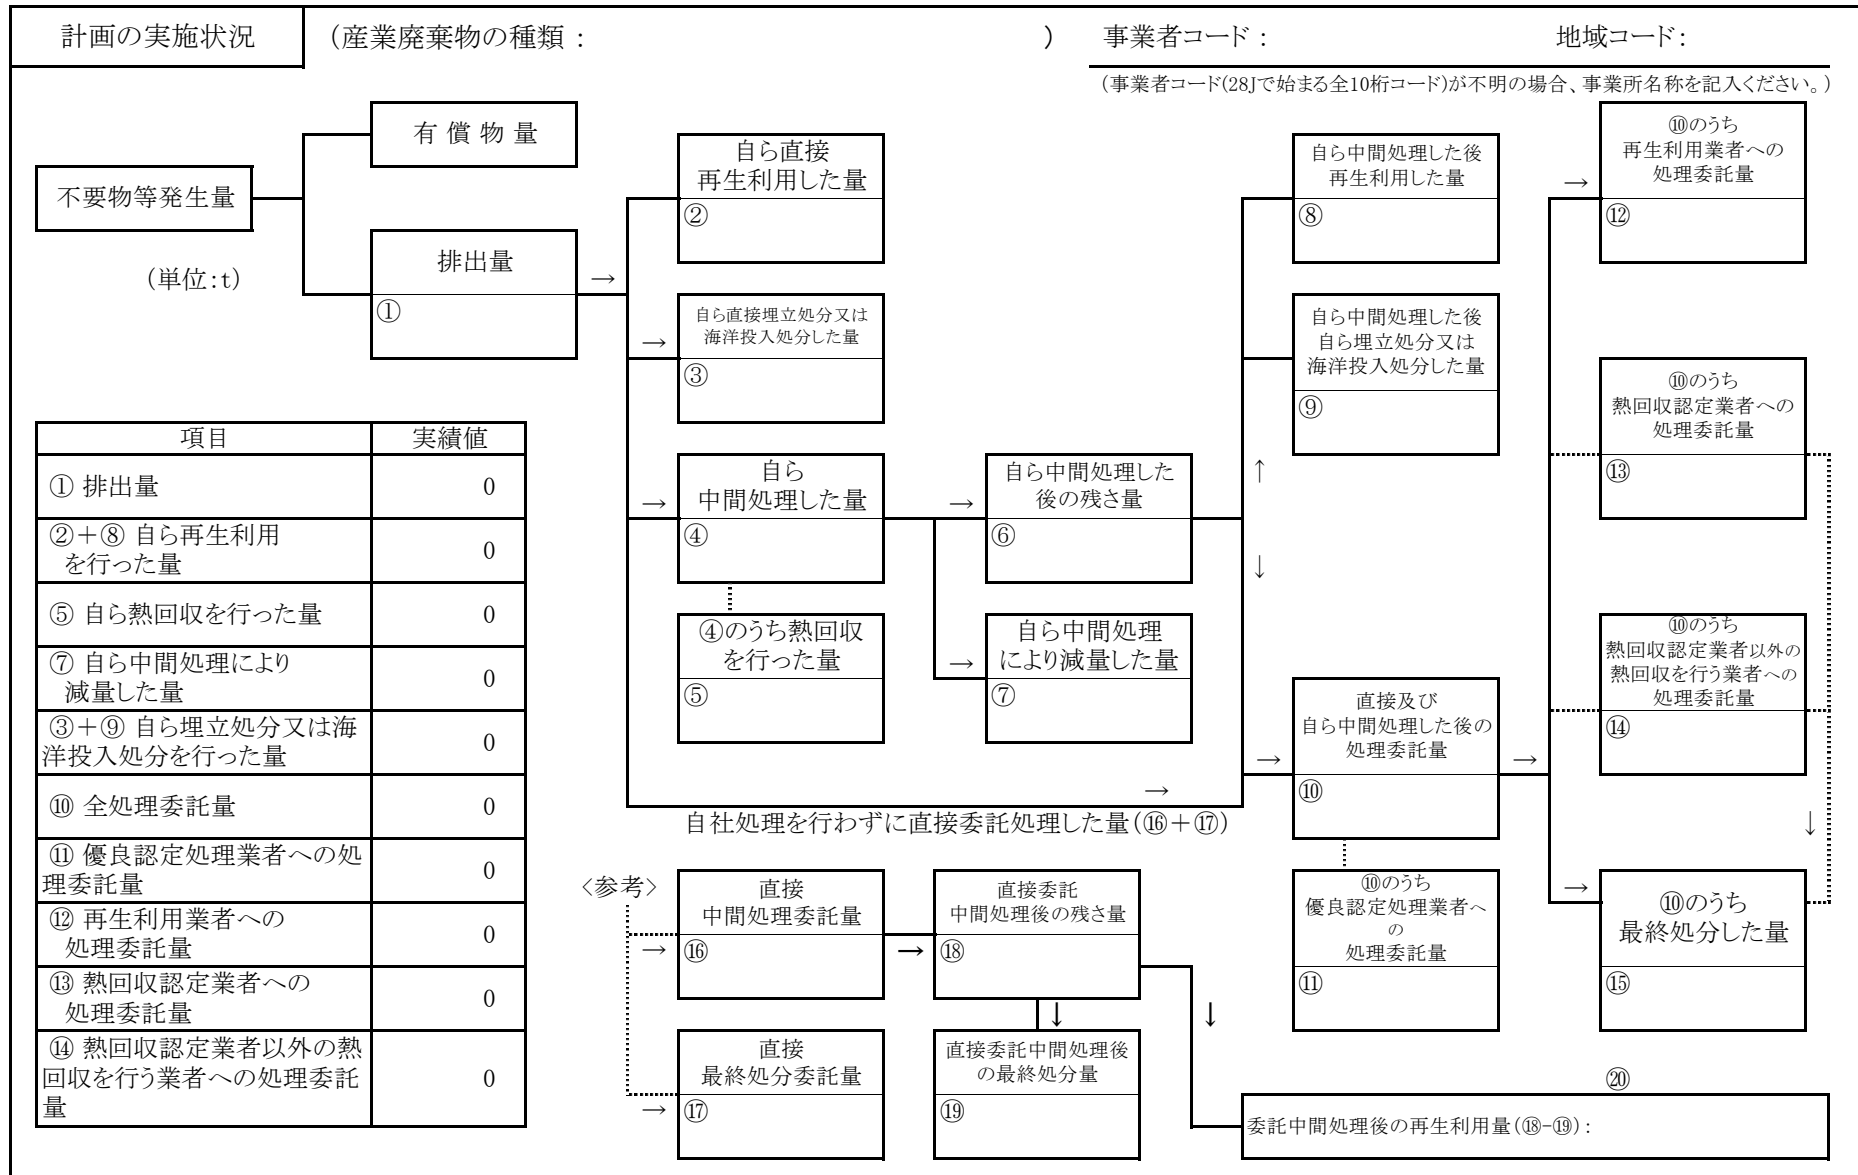 計画の実施状況
(産業廃棄物の種類：　　　　　)
事業者コード：
地域コード：
(事業者コード(28Jで始まる全10桁コード)が不明の場合、事業所名称を記入ください。)
不要物等発生量
(単位:t)
有 償 物 量
排出量
①
→
自ら直接
再生利用した量
②
→
自ら直接埋立処分又は
海洋投入処分した量
③
→
自ら
中間処理した量
④
④のうち熱回収
を行った量
⑤
→
自ら中間処理した
後の残さ量
⑥
→
自ら中間処理
により減量した量
⑦
↑
↓
自ら中間処理した後
再生利用した量
⑧
自ら中間処理した後
自ら埋立処分又は
海洋投入処分した量
⑨
→
直接及び
自ら中間処理した後の
処理委託量
⑩
→
→
自社処理を行わずに直接委託処理した量(⑯＋⑰)
⑩のうち
優良認定処理業者へ
の
処理委託量
⑪
→
⑩のうち
再生利用業者への
処理委託量
⑫
⑩のうち
熱回収認定業者への
処理委託量
⑬
⑩のうち
熱回収認定業者以外の
熱回収を行う業者への
処理委託量
⑭
↓
→
⑩のうち
最終処分した量
⑮
項目 実績値
① 排出量 0
②＋⑧ 自ら再生利用
を行った量 0
⑤ 自ら熱回収を行った量 0
⑦ 自ら中間処理により
減量した量 0
③＋⑨ 自ら埋立処分又は海
洋投入処分を行った量 0
⑩ 全処理委託量 0
⑪ 優良認定処理業者への処
理委託量 0
⑫ 再生利用業者への
処理委託量 0
⑬ 熱回収認定業者への
処理委託量 0
⑭ 熱回収認定業者以外の熱
回収を行う業者への処理委託
量 0
〈参考〉
→
直接
中間処理委託量
⑯
→
直接委託
中間処理後の残さ量
⑱
↓
↓
→
直接
最終処分委託量
⑰
直接委託中間処理後
の最終処分量
⑲
⑳
委託中間処理後の再生利用量(⑱-⑲)：